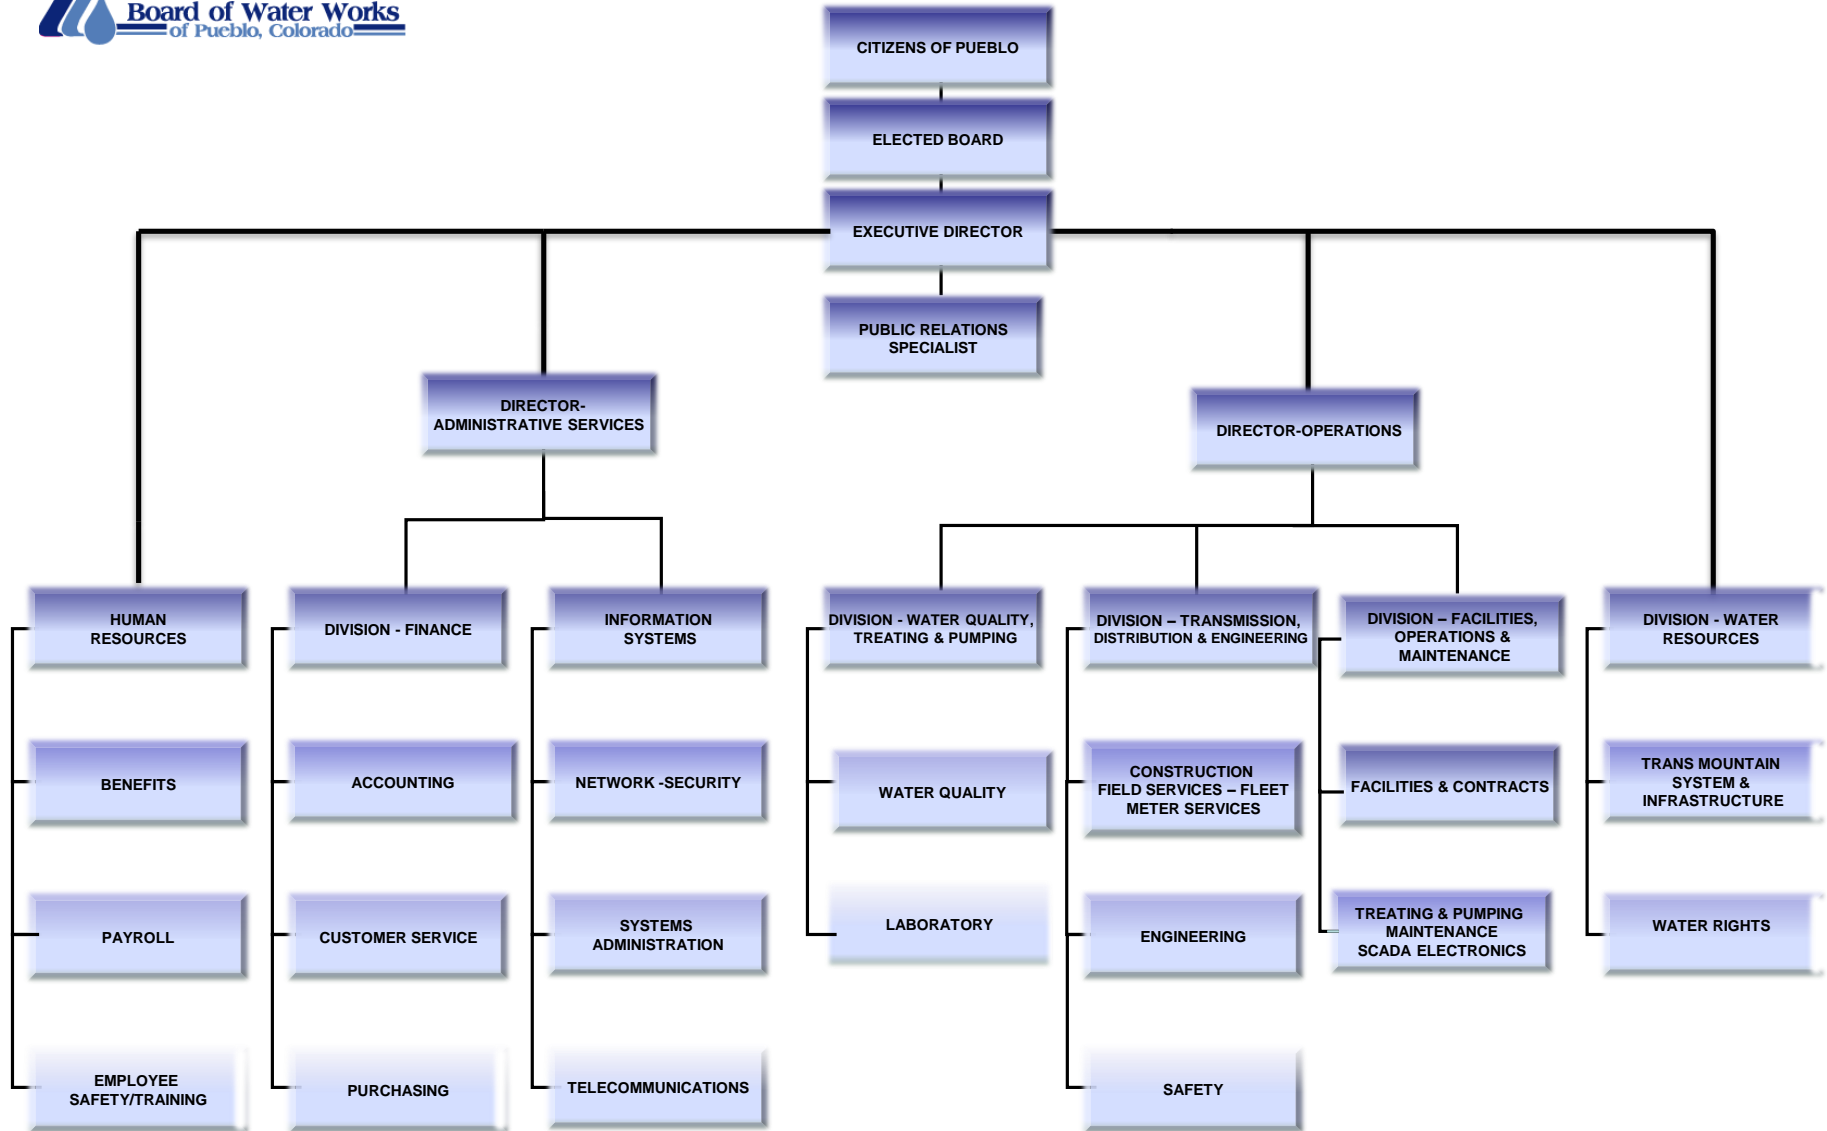 Board of Water Works
of Pueblo, Colorado
CITIZENS OF PUEBLO
ELECTED BOARD
EXECUTIVE DIRECTOR
PUBLIC RELATIONS
SPECIALIST
DIRECTOR-
ADMINISTRATIVE SERVICES
DIRECTOR-OPERATIONS
HUMAN
RESOURCES
BENEFITS
PAYROLL
EMPLOYEE
SAFETY/TRAINING
DIVISION - FINANCE
ACCOUNTING
CUSTOMER SERVICE
PURCHASING
INFORMATION
SYSTEMS
NETWORK -SECURITY
SYSTEMS
ADMINISTRATION
TELECOMMUNICATIONS
DIVISION - WATER QUALITY,
TREATING & PUMPING
WATER QUALITY
LABORATORY
DIVISION – TRANSMISSION,
DISTRIBUTION & ENGINEERING
CONSTRUCTION
FIELD SERVICES – FLEET
METER SERVICES
ENGINEERING
SAFETY
DIVISION – FACILITIES,
OPERATIONS &
MAINTENANCE
FACILITIES & CONTRACTS
TREATING & PUMPING
MAINTENANCE
SCADA ELECTRONICS
DIVISION - WATER
RESOURCES
TRANS MOUNTAIN
SYSTEM &
INFRASTRUCTURE
WATER RIGHTS